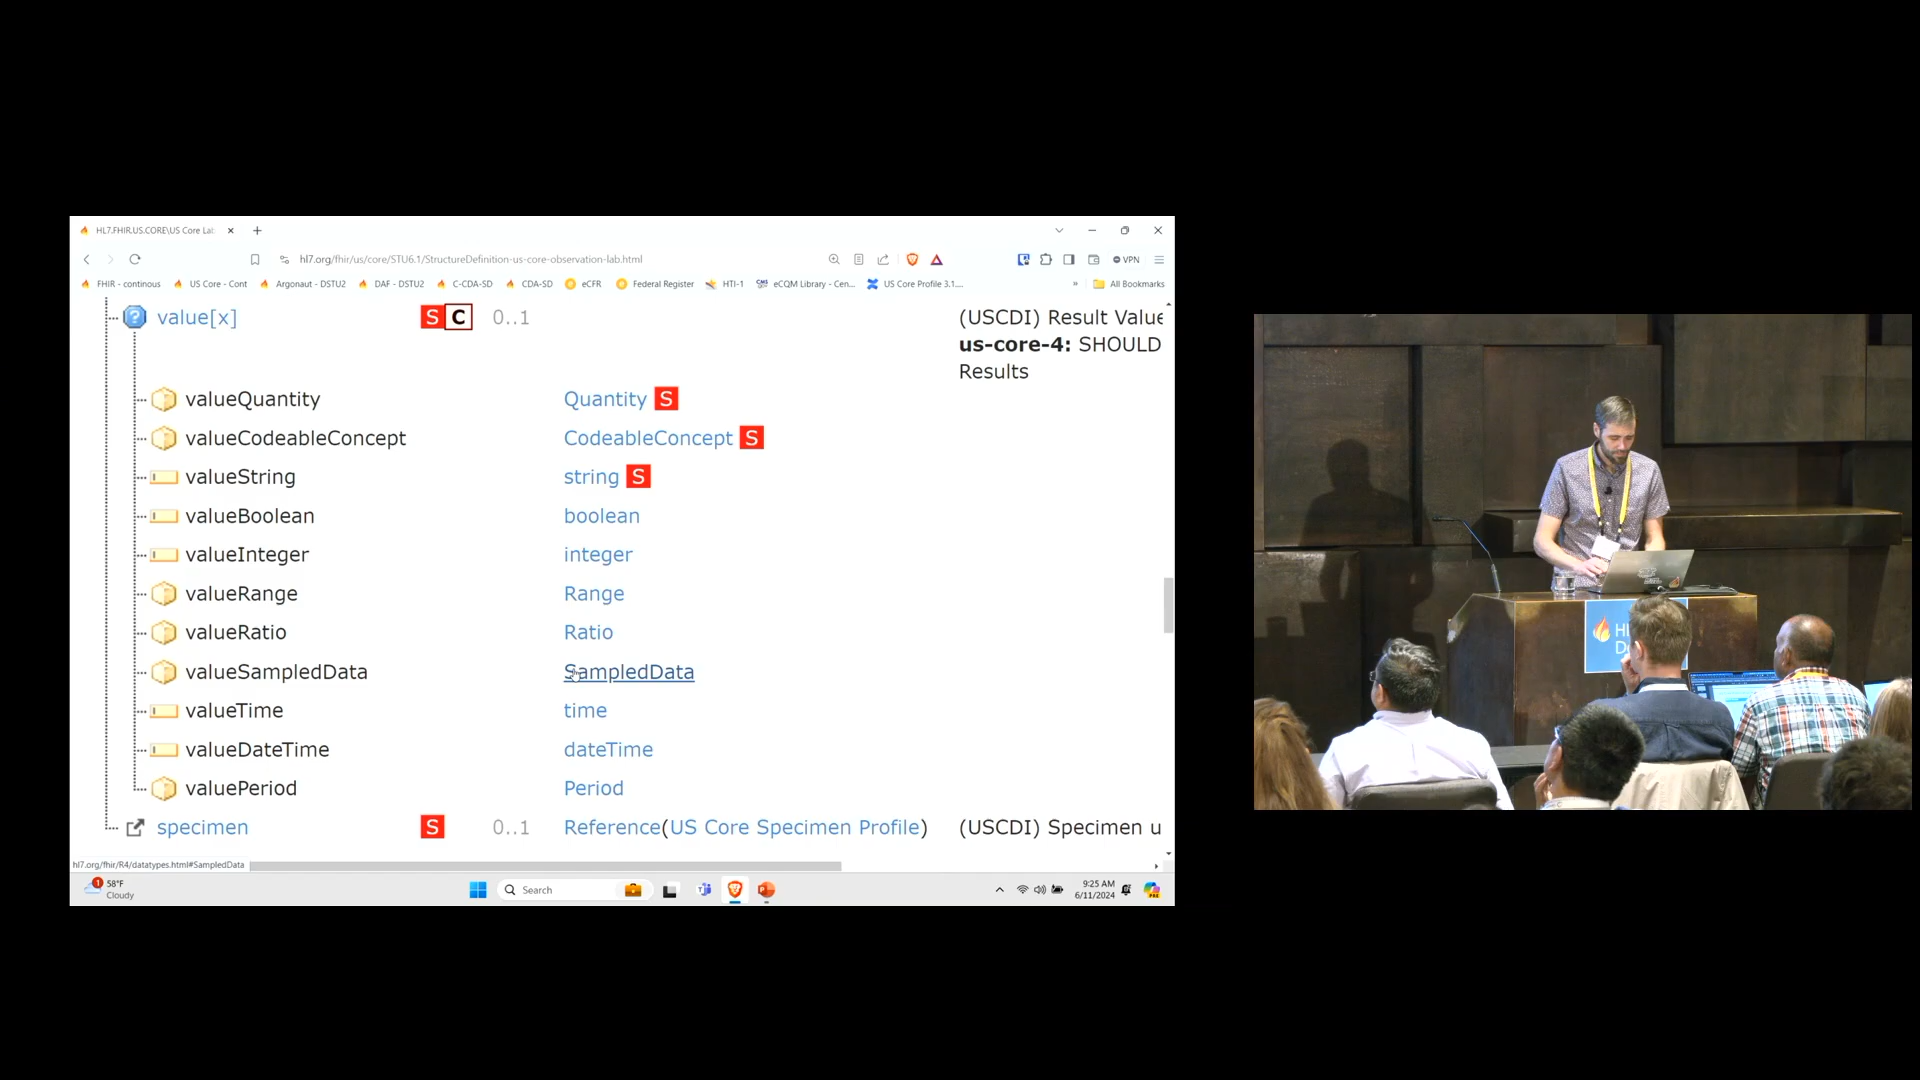 HL7.FHIR.US.CORE\US Core La
hl7.org/fhir/us/core/STU6.1/StructureDefinition-us-core-observation-lab.html
VPN
FHIR - continous US Core - Cont Argonaut - DSTU2 DAF - DSTU2 C-CDA-SD CDA-SD eCFR Federal Register HTI-1 eCQM Library - Cen... US Core Profile 3.1.... » All Bookmarks
value[x] S C 0..1 (USCDI) Result Value
us-core-4: SHOULD
Results
valueQuantity Quantity S
valueCodeableConcept CodeableConcept S
valueString string S
valueBoolean boolean
valueInteger integer
valueRange Range
valueRatio Ratio
valueSampledData SampledData
valueTime time
valueDateTime dateTime
valuePeriod Period
specimen S 0..1 Reference(US Core Specimen Profile) (USCDI) Specimen u
hl7.org/fhir/R4/datatypes.html#SampledData
1 58°F
Cloudy
Search
9:25 AM
6/11/2024
PRE